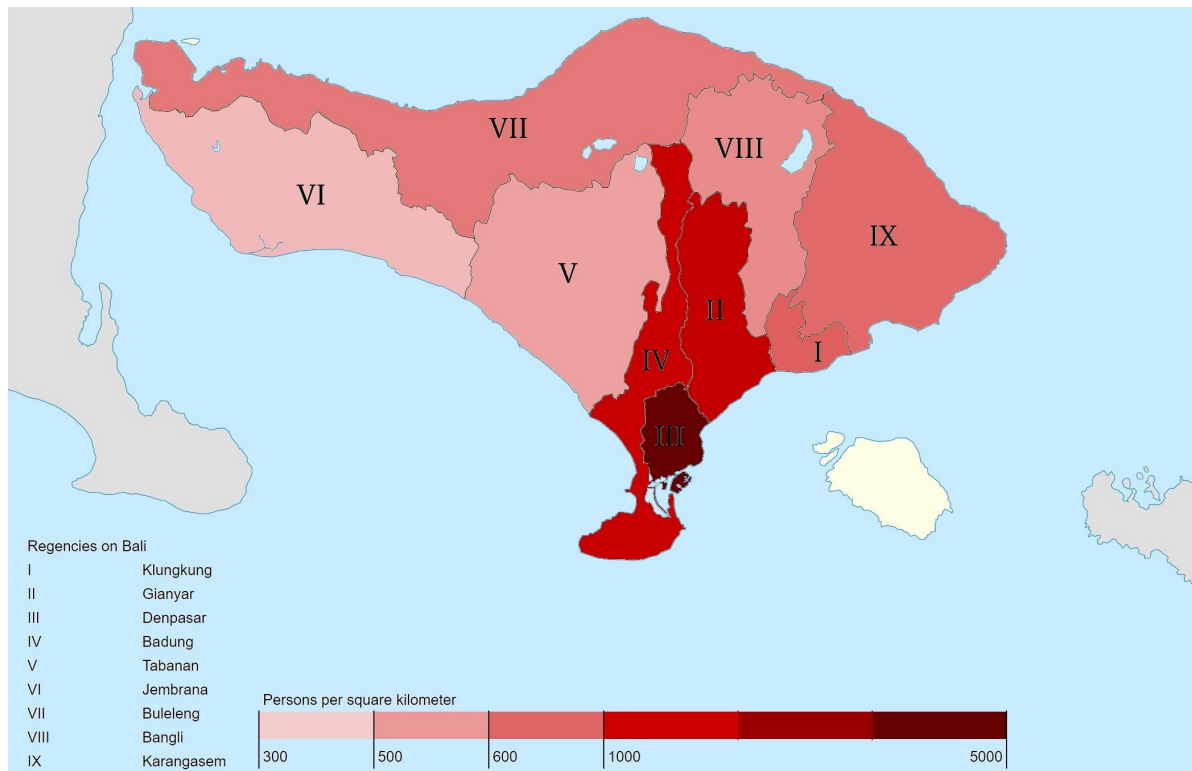 VII
VIII
VI
IX
V
II
I
IV
III
Regencies on Bali
I Klungkung
II Gianyar
III Denpasar
IV Badung
V Tabanan
VI Jembrana
VII Buleleng
VIII Bangli
IX Karangasem
Persons per square kilometer
300 500 600 1000 5000